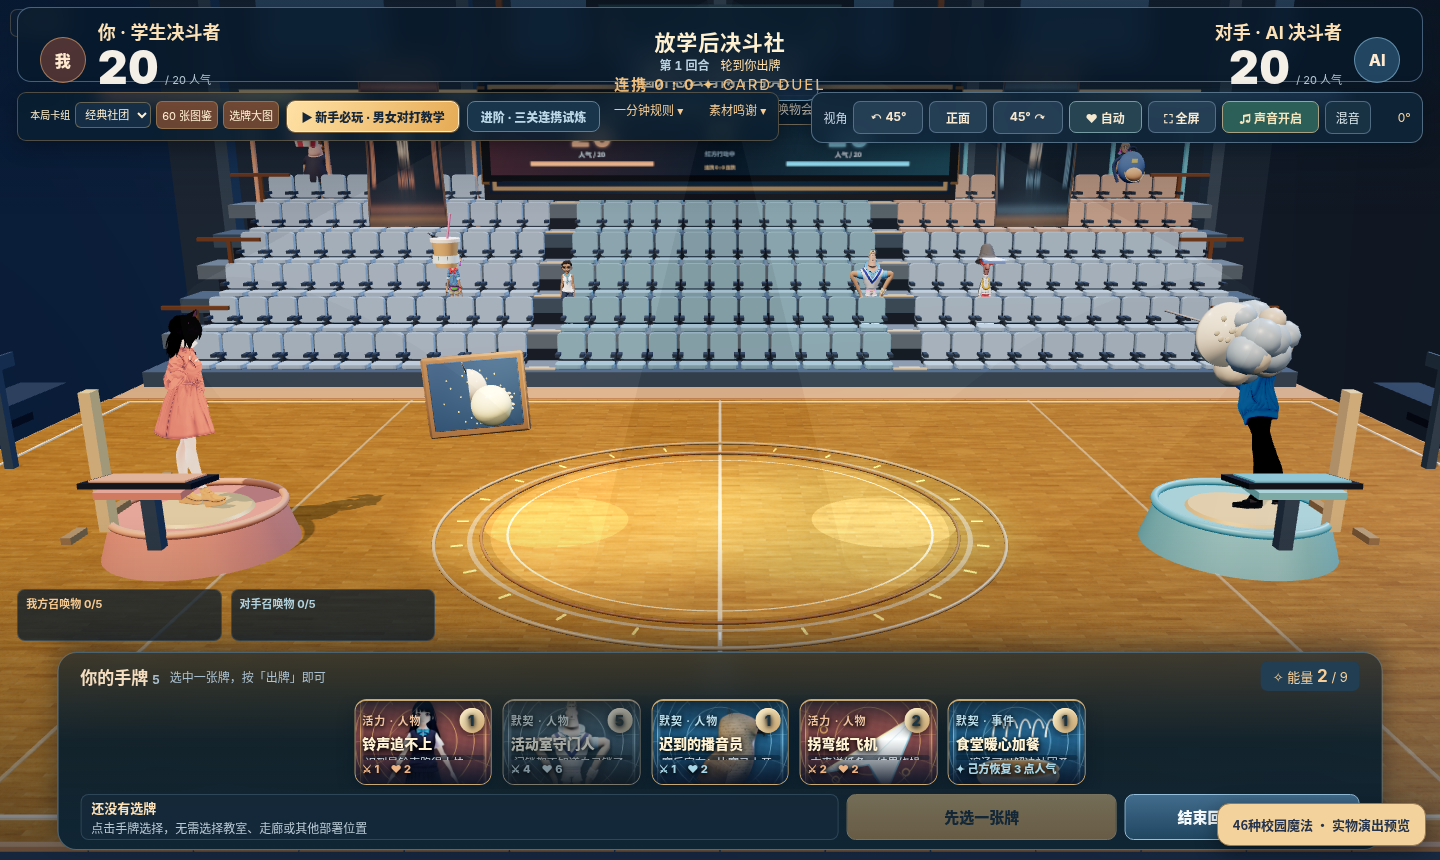 你 · 学生决斗者
我
20 / 20 人气
放学后决斗社
第 1 回合 轮到你出牌
连携 0 : 0 ✦ CARD DUEL
对手 · AI 决斗者
20 / 20 人气
AI
本局卡组 经典社团 60 张图鉴 选牌大图 ▶ 新手必玩 · 男女对打教学 进阶 · 三关连携试炼 一分钟规则 ▾ 素材鸣谢 ▾
唤物会
视角 ↶ 45° 正面 45° ↷ ♥ 自动 ⛶ 全屏 ♫ 声音开启 混音 0°
人气 / 20
人气 / 20
我方召唤物 0/5
对手召唤物 0/5
你的手牌 5 选中一张牌，按「出牌」即可
✧ 能量 2 / 9
活力 · 人物 1
铃声追不上
⚔ 1 ♥ 2
默契 · 人物 5
活动室守门人
⚔ 4 ♥ 6
默契 · 人物 1
迟到的播音员
⚔ 1 ♥ 2
活力 · 人物 2
拐弯纸飞机
⚔ 2 ♥ 2
默契 · 事件 1
食堂暖心加餐
✦ 己方恢复 3 点人气
还没有选牌
点击手牌选择，无需选择教室、走廊或其他部署位置
先选一张牌
结束回
46种校园魔法 · 实物演出预览